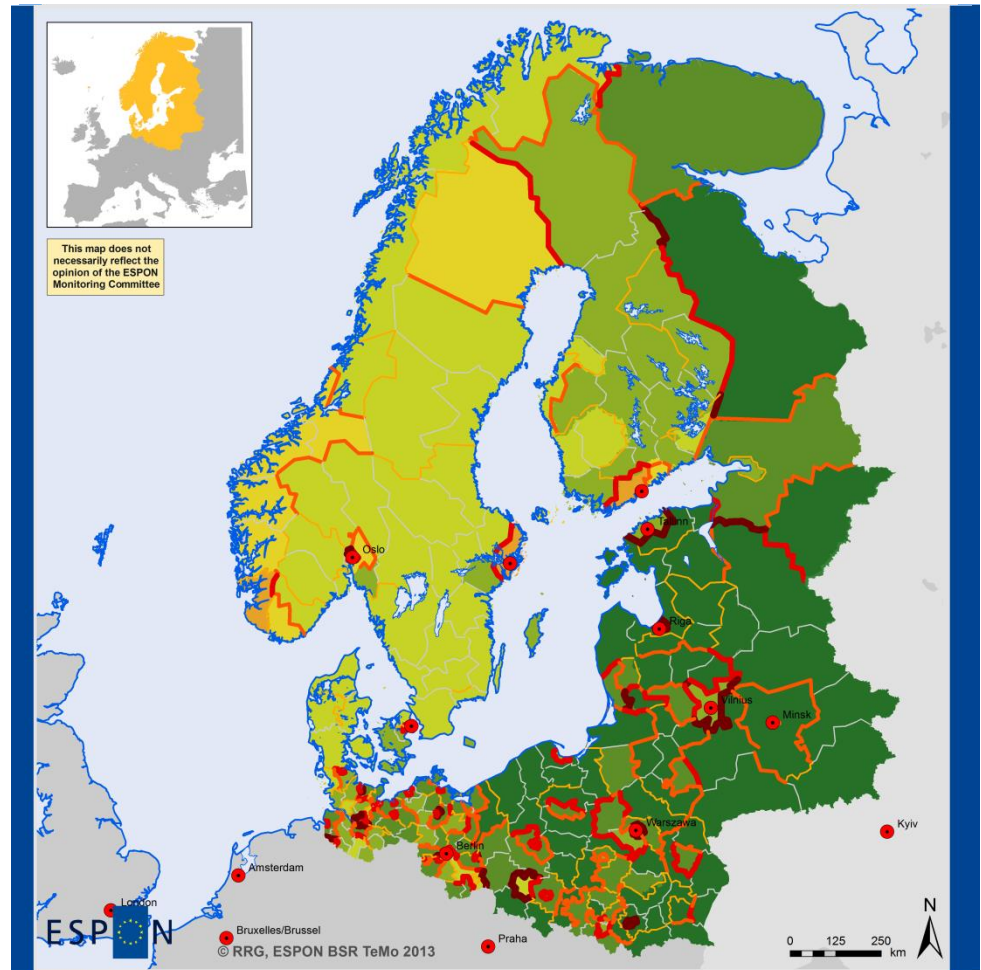 This map does not
necessarily reflect the
opinion of the ESPON
Monitoring Committee
Oslo
Tallinn
Riga
Vilnius
Minsk
Warszawa
Kyiv
Berlin
Amsterdam
London
ESPON
Bruxelles/Brussel
Praha
© RRG, ESPON BSR TeMo 2013
N
0 125 250
km